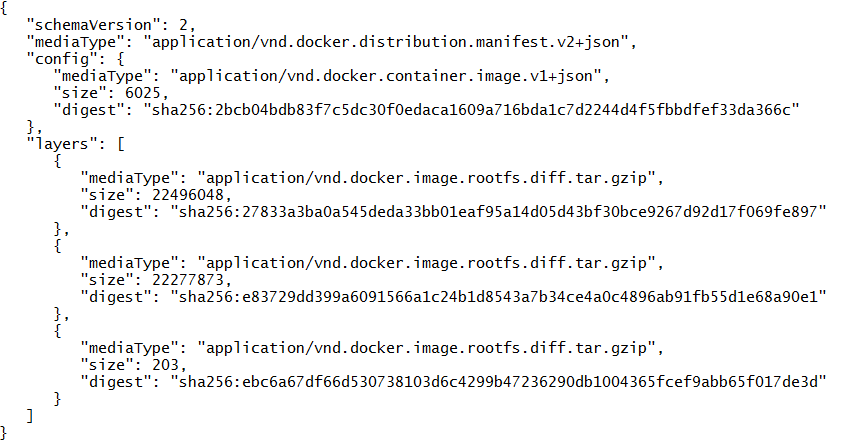 {
   "schemaVersion": 2,
   "mediaType": "application/vnd.docker.distribution.manifest.v2+json",
   "config": {
      "mediaType": "application/vnd.docker.container.image.v1+json",
      "size": 6025,
      "digest": "sha256:2bcb04bdb83f7c5dc30f0edaca1609a716bda1c7d2244d4f5fbbdfef33da366c"
   },
   "layers": [
      {
         "mediaType": "application/vnd.docker.image.rootfs.diff.tar.gzip",
         "size": 22496048,
         "digest": "sha256:27833a3ba0a545deda33bb01eaf95a14d05d43bf30bce9267d92d17f069fe897"
      },
      {
         "mediaType": "application/vnd.docker.image.rootfs.diff.tar.gzip",
         "size": 22277873,
         "digest": "sha256:e83729dd399a6091566a1c24b1d8543a7b34ce4a0c4896ab91fb55d1e68a90e1"
      },
      {
         "mediaType": "application/vnd.docker.image.rootfs.diff.tar.gzip",
         "size": 203,
         "digest": "sha256:ebc6a67df66d530738103d6c4299b47236290db1004365fcef9abb65f017de3d"
      }
   ]
}